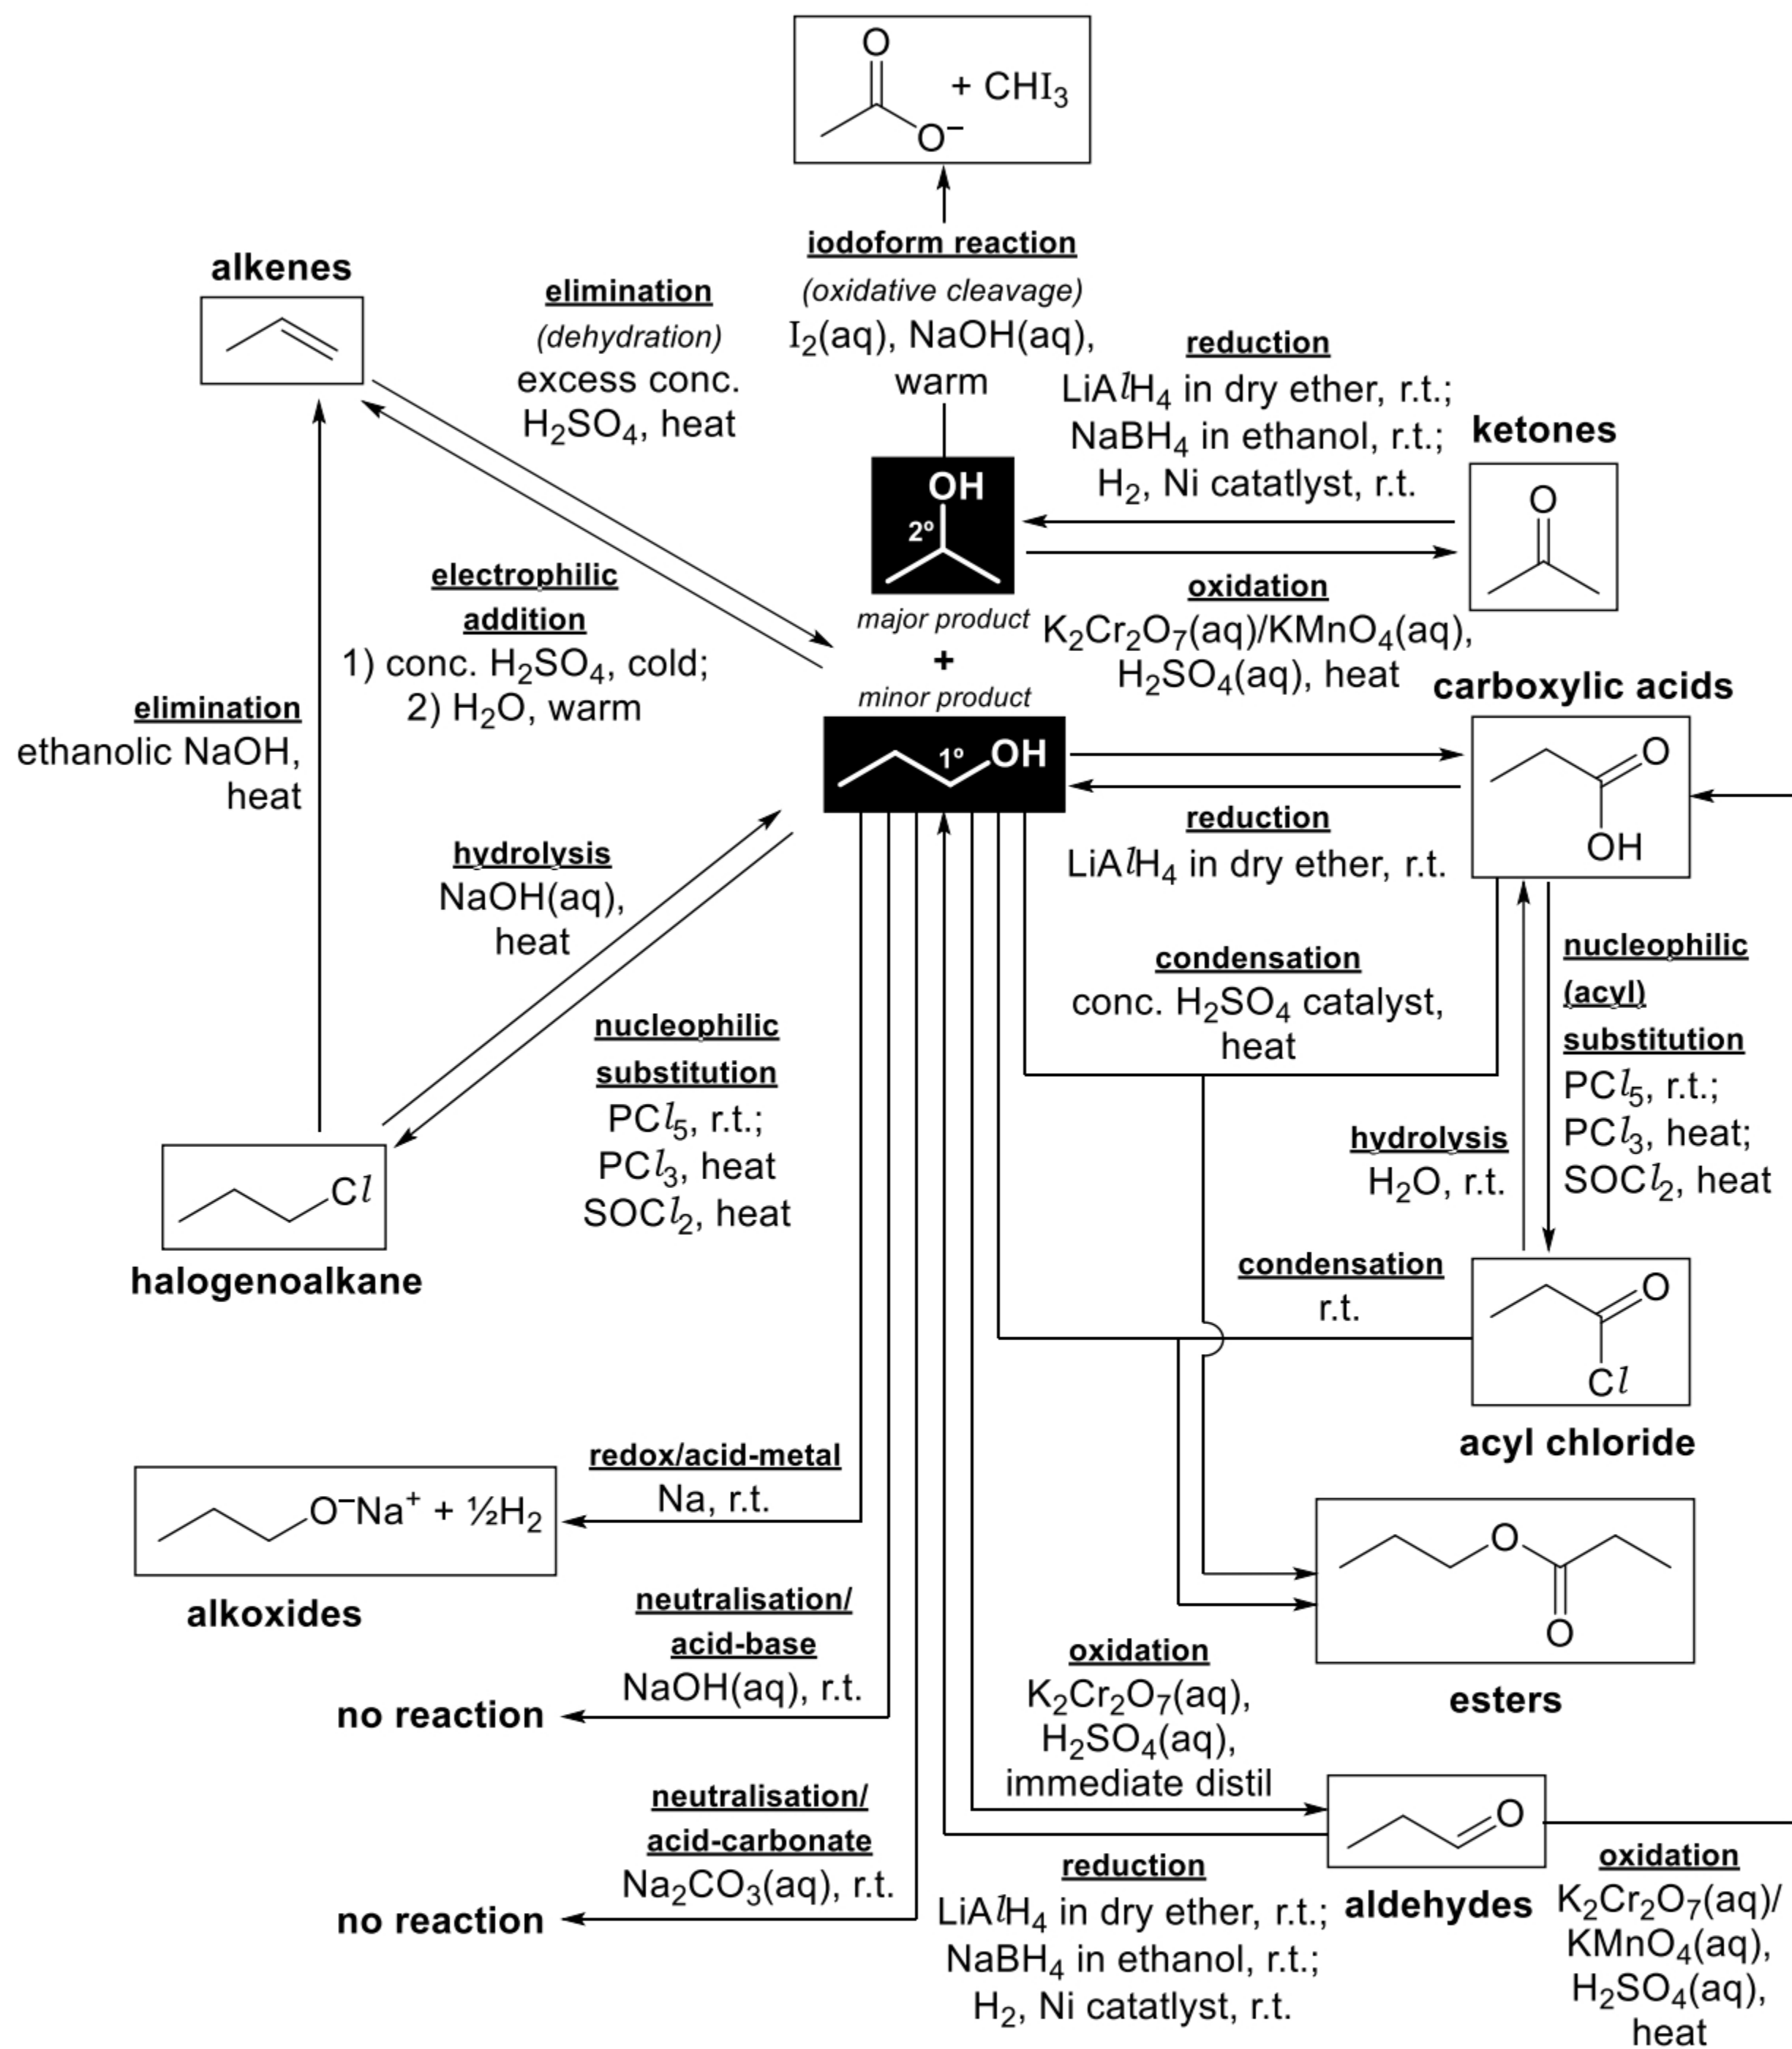 O
+ CHI₃
O⁻
iodoform reaction
(oxidative cleavage)
I₂(aq), NaOH(aq),
warm
alkenes
elimination
(dehydration)
excess conc.
H₂SO₄, heat
reduction
LiAlH₄ in dry ether, r.t.;
NaBH₄ in ethanol, r.t.;
H₂, Ni catatlyst, r.t.
ketones
O
OH
2º
major product
+
minor product
oxidation
K₂Cr₂O₇(aq)/KMnO₄(aq),
H₂SO₄(aq), heat
electrophilic
addition
1) conc. H₂SO₄, cold;
2) H₂O, warm
elimination
ethanolic NaOH,
heat
carboxylic acids
O
OH
1º
OH
reduction
LiAlH₄ in dry ether, r.t.
hydrolysis
NaOH(aq),
heat
nucleophilic
substitution
PCl₅, r.t.;
PCl₃, heat
SOCl₂, heat
condensation
conc. H₂SO₄ catalyst,
heat
nucleophilic
(acyl)
substitution
PCl₅, r.t.;
PCl₃, heat;
SOCl₂, heat
hydrolysis
H₂O, r.t.
Cl
halogenoalkane
condensation
r.t.
O
Cl
acyl chloride
redox/acid-metal
Na, r.t.
O⁻Na⁺ + ½H₂
alkoxides
O
O
esters
neutralisation/
acid-base
NaOH(aq), r.t.
no reaction
oxidation
K₂Cr₂O₇(aq),
H₂SO₄(aq),
immediate distil
neutralisation/
acid-carbonate
Na₂CO₃(aq), r.t.
no reaction
O
aldehydes
reduction
LiAlH₄ in dry ether, r.t.;
NaBH₄ in ethanol, r.t.;
H₂, Ni catatlyst, r.t.
oxidation
K₂Cr₂O₇(aq)/
KMnO₄(aq),
H₂SO₄(aq),
heat